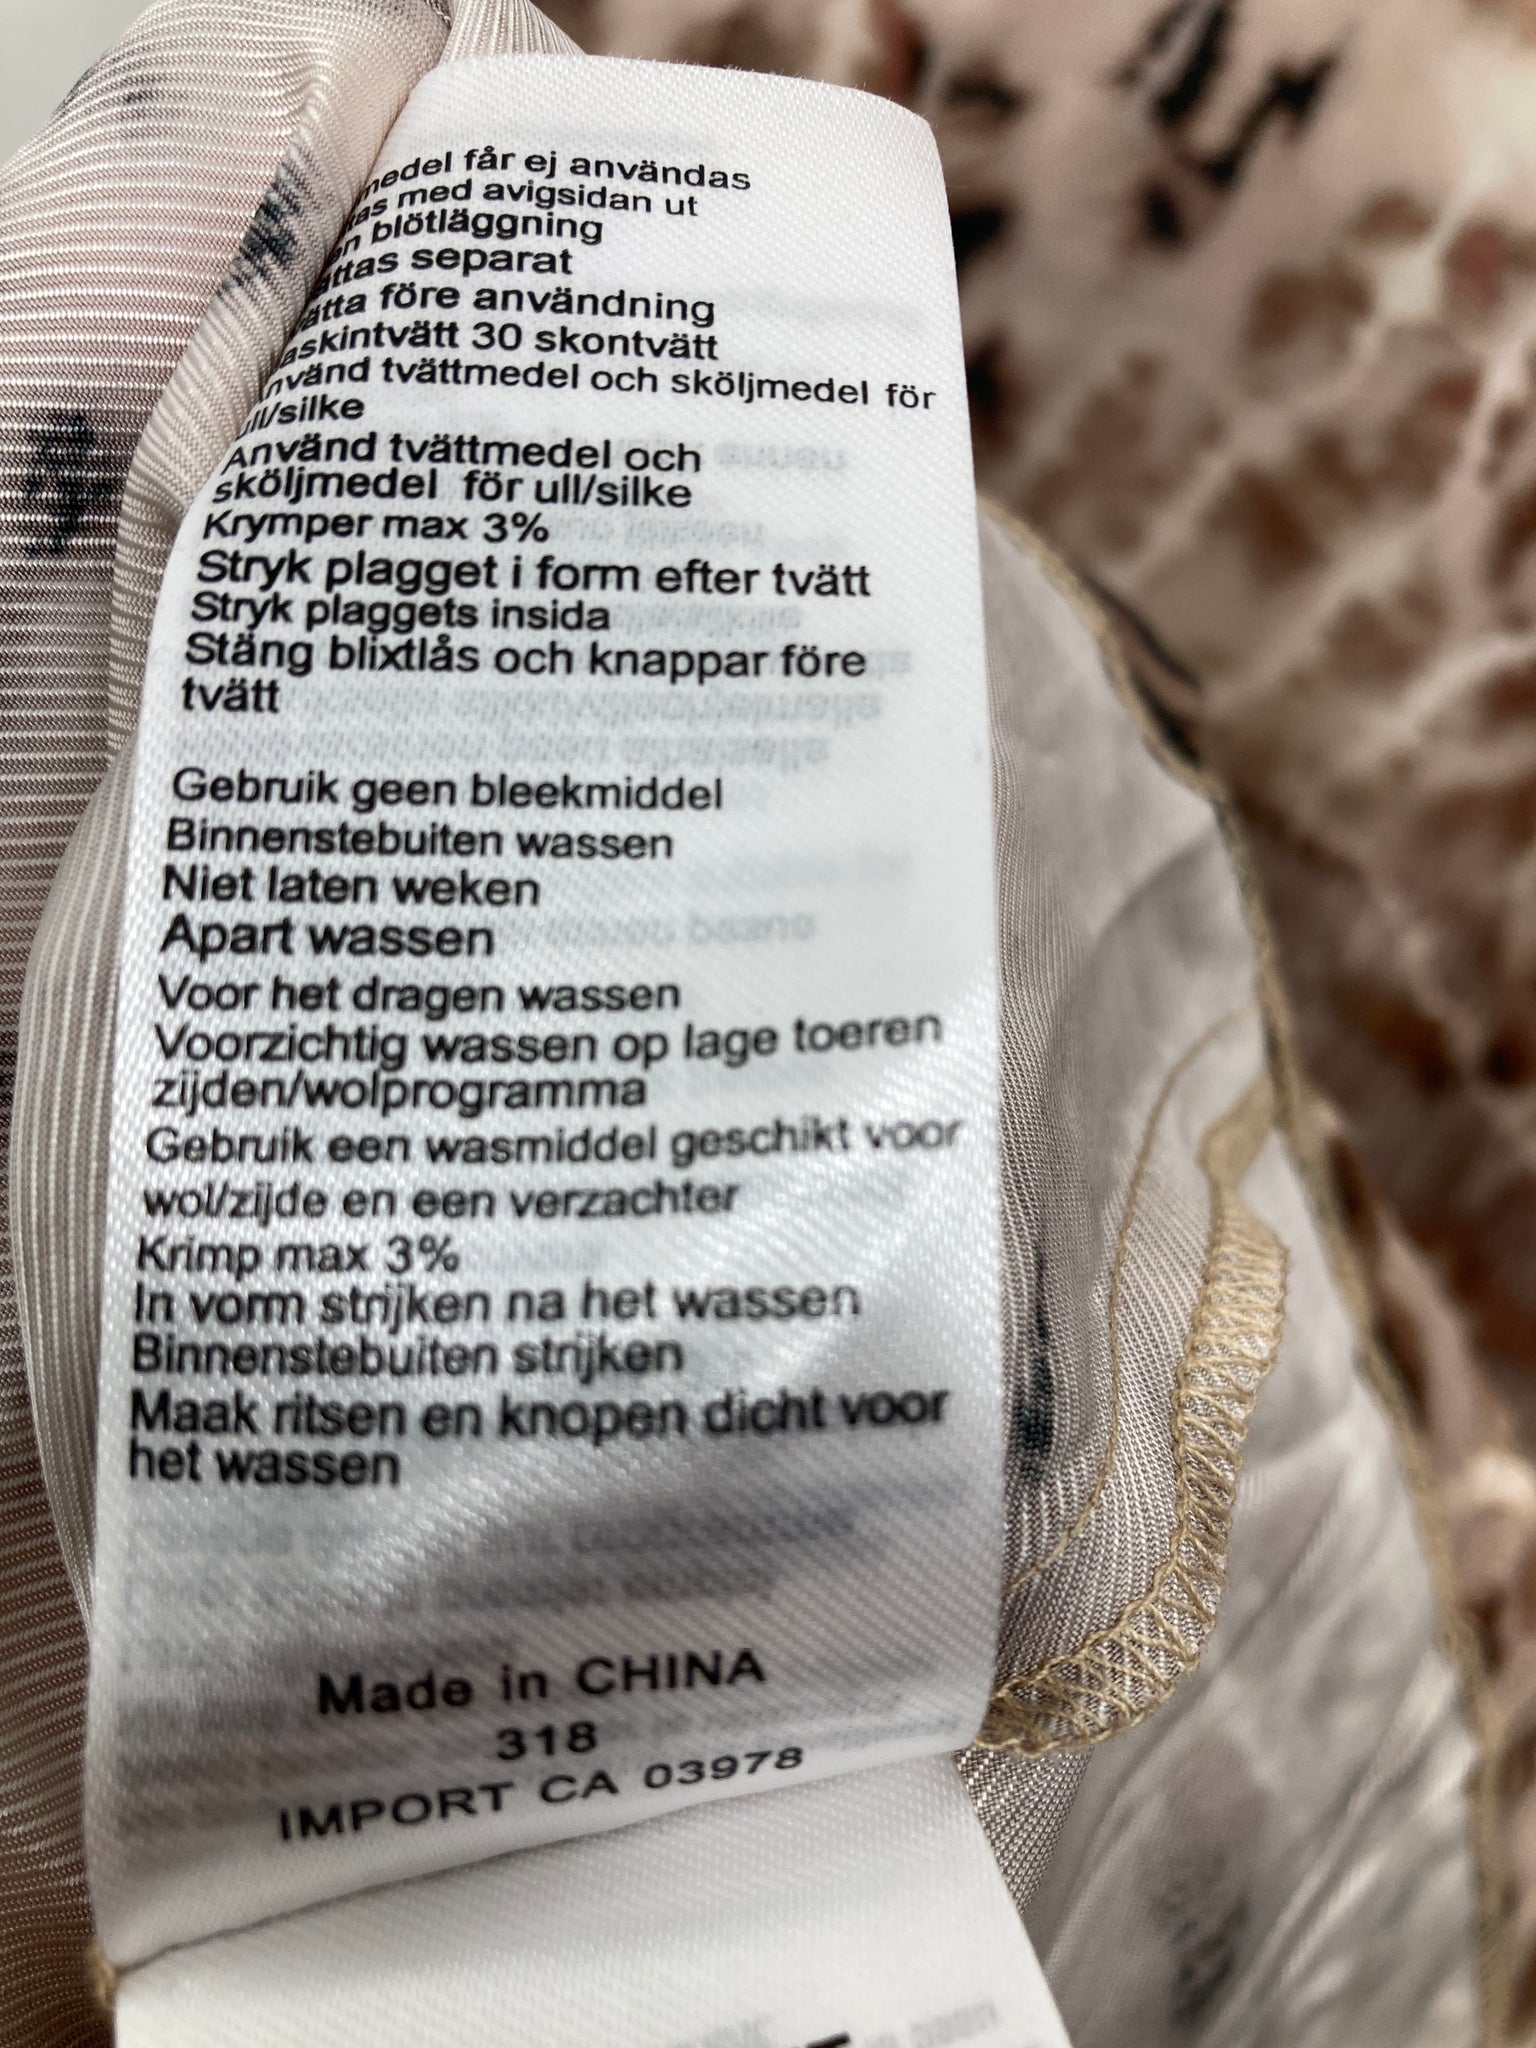 medel får ej användas
med avigsidan ut
blötläggning
separat
före användning
30 skontvätt
tvättmedel och sköljmedel för
ull/silke
Använd tvättmedel och
sköljmedel för ull/silke
Krymper max 3%
Stryk plagget i form efter tvätt
Stryk plaggets insida
Stäng blixtlås och knappar före
tvätt
Gebruik geen bleekmiddel
Binnenstebuiten wassen
Niet laten weken
Apart wassen
Voor het dragen wassen
Voorzichtig wassen op lage toeren
zijden/wolprogramma
Gebruik een wasmiddel geschikt voor
wol/zijde en een verzachter
Krimp max 3%
In vorm strijken na het wassen
Binnenstebuiten strijken
Maak ritsen en knopen dicht voor
het wassen
Made in CHINA
318
IMPORT CA 03978